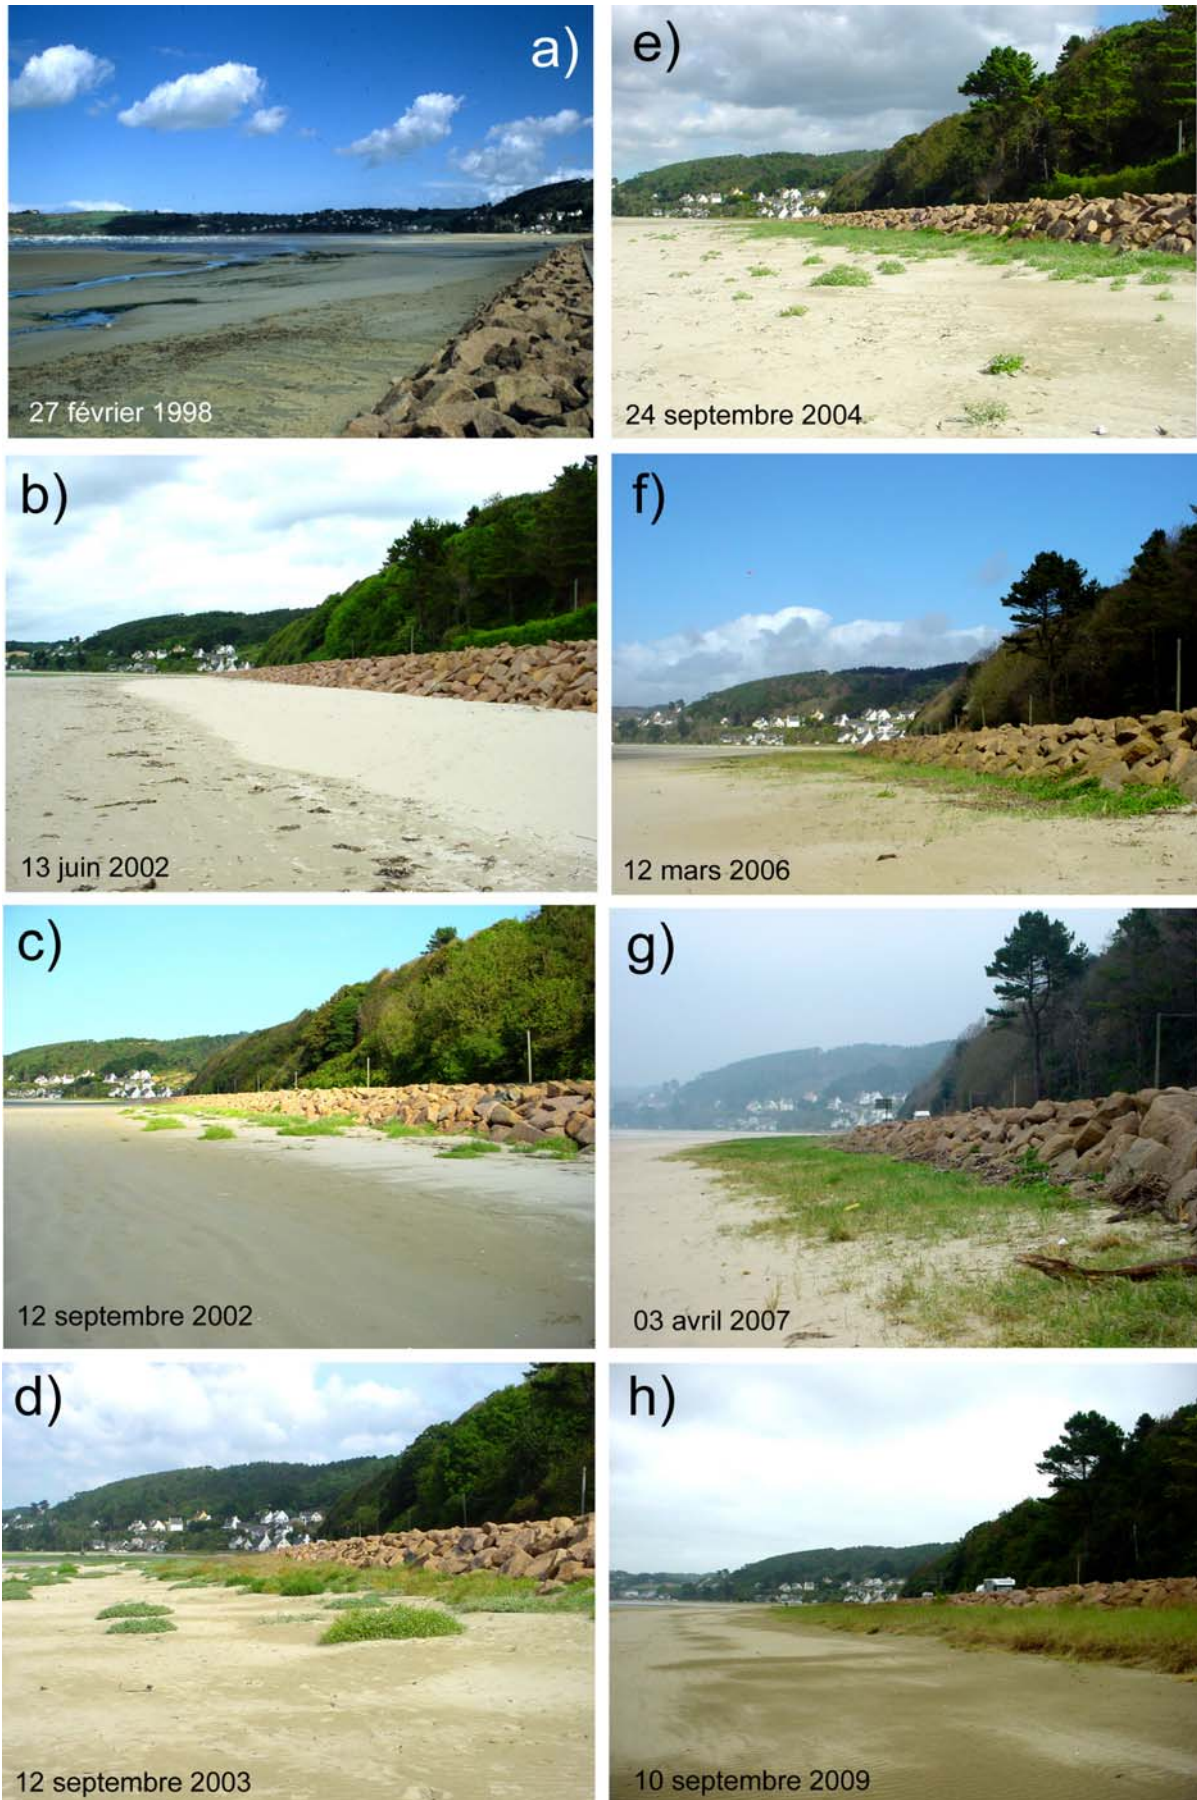 a)
27 février 1998
b)
13 juin 2002
c)
12 septembre 2002
d)
12 septembre 2003
e)
24 septembre 2004
f)
12 mars 2006
g)
03 avril 2007
h)
10 septembre 2009